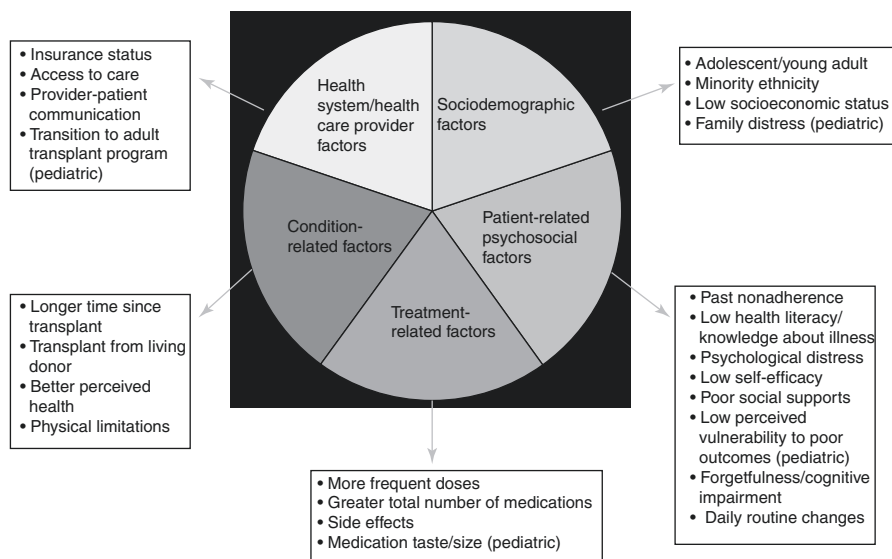 • Insurance status
• Access to care
• Provider-patient
communication
• Transition to adult
transplant program
(pediatric)
Health
system/health
care provider
factors
Sociodemographic
factors
• Adolescent/young adult
• Minority ethnicity
• Low socioeconomic status
• Family distress (pediatric)
Condition-
related factors
Patient-related
psychosocial
factors
Treatment-
related factors
• Longer time since
transplant
• Transplant from living
donor
• Better perceived
health
• Physical limitations
• Past nonadherence
• Low health literacy/
knowledge about illness
• Psychological distress
• Low self-efficacy
• Poor social supports
• Low perceived
vulnerability to poor
outcomes (pediatric)
• Forgetfulness/cognitive
impairment
• Daily routine changes
• More frequent doses
• Greater total number of medications
• Side effects
• Medication taste/size (pediatric)